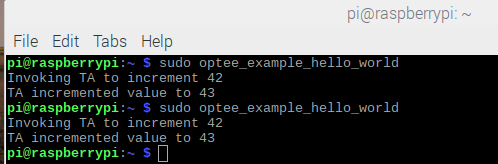 pi@raspberrypi: ~
File Edit Tabs Help
pi@raspberrypi:~ $ sudo optee_example_hello_world
Invoking TA to increment 42
TA incremented value to 43
pi@raspberrypi:~ $ sudo optee_example_hello_world
Invoking TA to increment 42
TA incremented value to 43
pi@raspberrypi:~ $